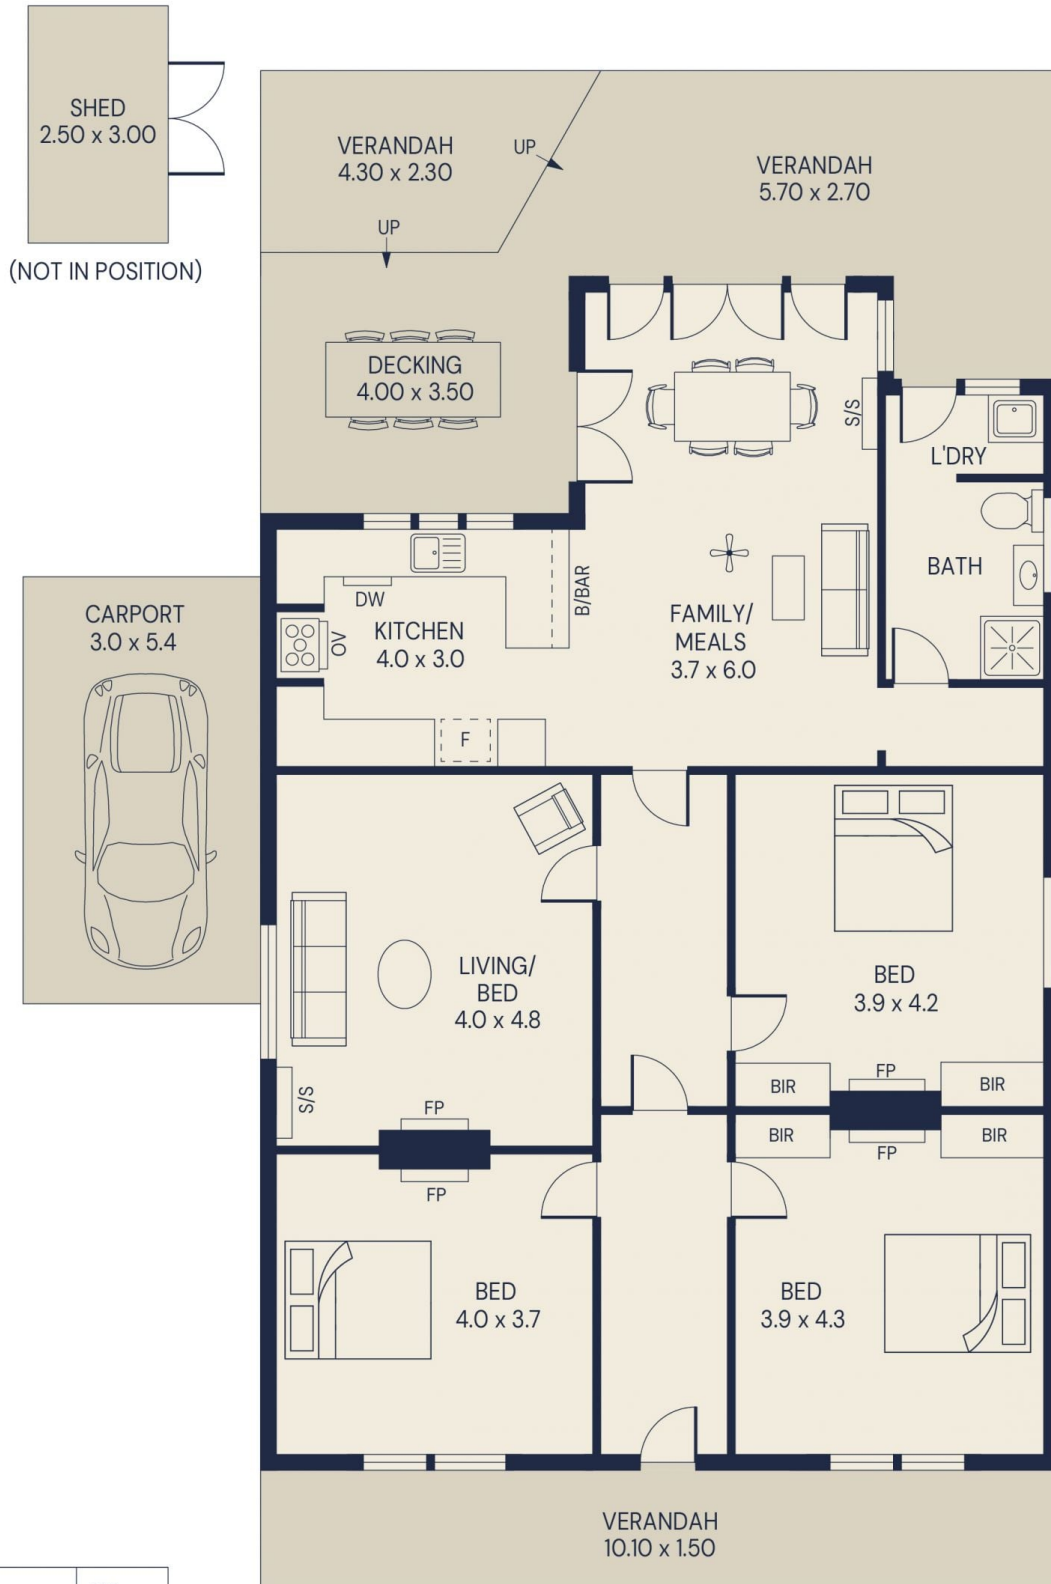 SHED
2.50 x 3.00
(NOT IN POSITION)
VERANDAH
4.30 x 2.30
UP
VERANDAH
5.70 x 2.70
UP
DECKING
4.00 x 3.50
S/S
L'DRY
BATH
CARPORT
3.0 x 5.4
DW
OV
KITCHEN
4.0 x 3.0
B/BAR
FAMILY/
MEALS
3.7 x 6.0
F
LIVING/
BED
4.0 x 4.8
S/S
FP
BED
3.9 x 4.2
BIR
FP
BIR
BIR
FP
BIR
FP
BED
4.0 x 3.7
BED
3.9 x 4.3
VERANDAH
10.10 x 1.50